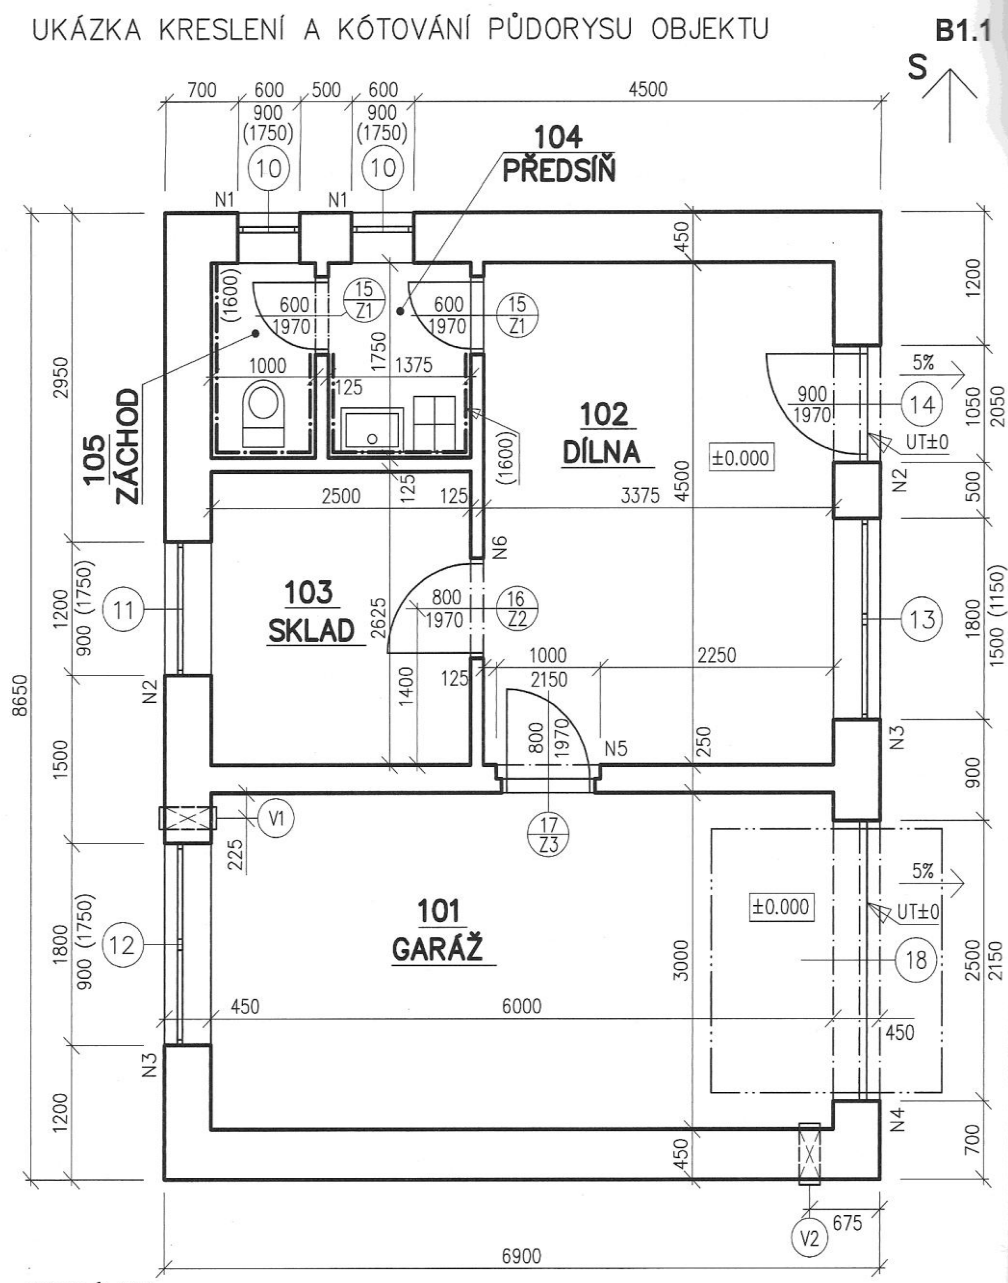 UKÁZKA KRESLENÍ A KÓTOVÁNÍ PŮDORYSU OBJEKTU
B1.1
S
700 600 500 600 4500
900 900
(1750) (1750)
10 10
104
PŘEDSÍŇ
N1 N1
450
1200
(1600)
600
1970
15
Z1
600
1970
15
Z1
1750
2950
1000 125 1375
5%
900
1970
14
1050
2050
UT±0
N2
105
ZÁCHOD
102
DÍLNA
±0.000
(1600)
125
4500
500
2500 125 3375
N6
103
SKLAD
800
1970
16
Z2
11
1200
900 (1750)
13
1800
1500 (1150)
2625
1400
8650
N2
125
1000
2150
2250
800
1970
N5
250
N3
900
1500
V1
225
17
Z3
5%
101
GARÁŽ
±0.000
UT±0
12
1800
900 (1750)
18
3000
2500
2150
450 6000 450
N3
N4
1200
450
700
675
V2
6900